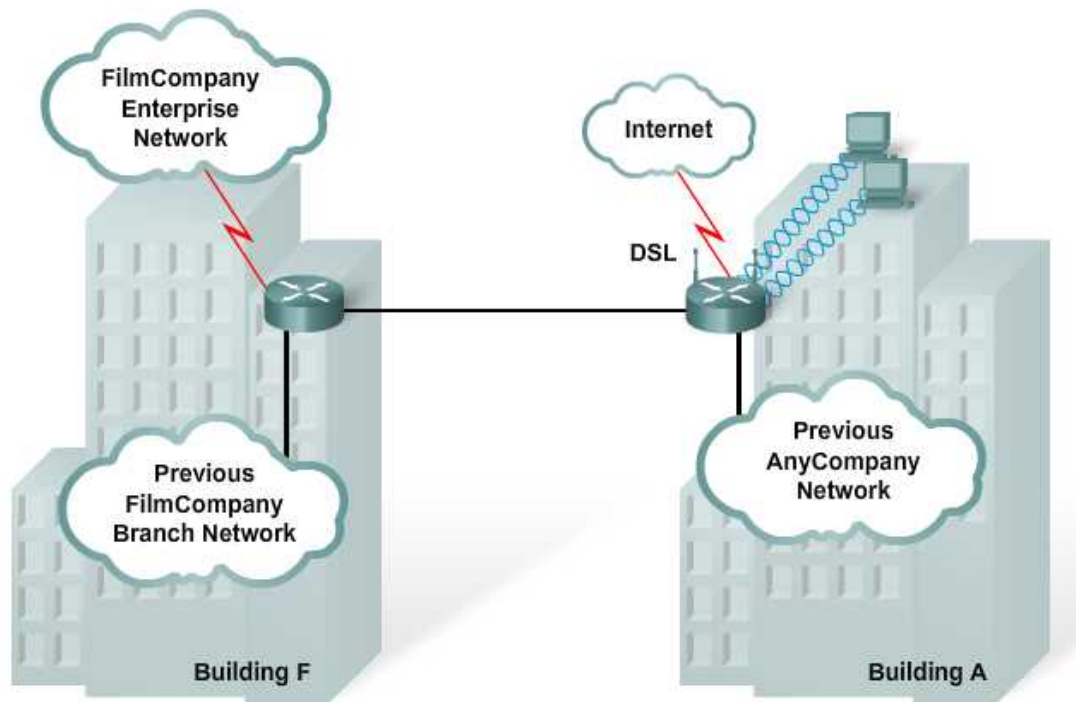 FilmCompany
Enterprise
Network
Internet
DSL
Previous
FilmCompany
Branch Network
Previous
AnyCompany
Network
Building F
Building A